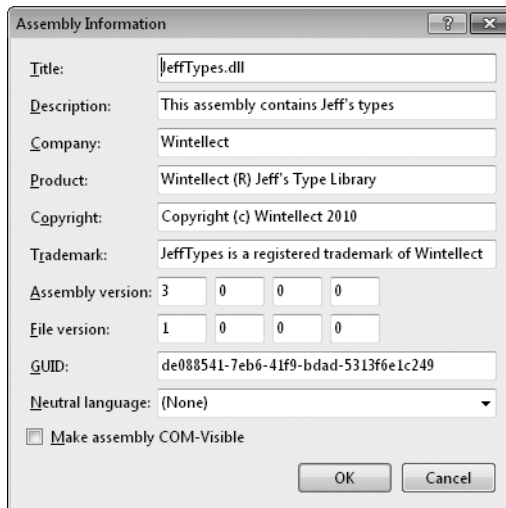 Assembly Information
Title: JeffTypes.dll
Description: This assembly contains Jeff's types
Company: Wintellect
Product: Wintellect (R) Jeff's Type Library
Copyright: Copyright (c) Wintellect 2010
Trademark: JeffTypes is a registered trademark of Wintellect
Assembly version: 3 0 0 0
File version: 1 0 0 0
GUID: de088541-7eb6-41f9-bdad-5313f6e1c249
Neutral language: (None)
Make assembly COM-Visible
OK Cancel